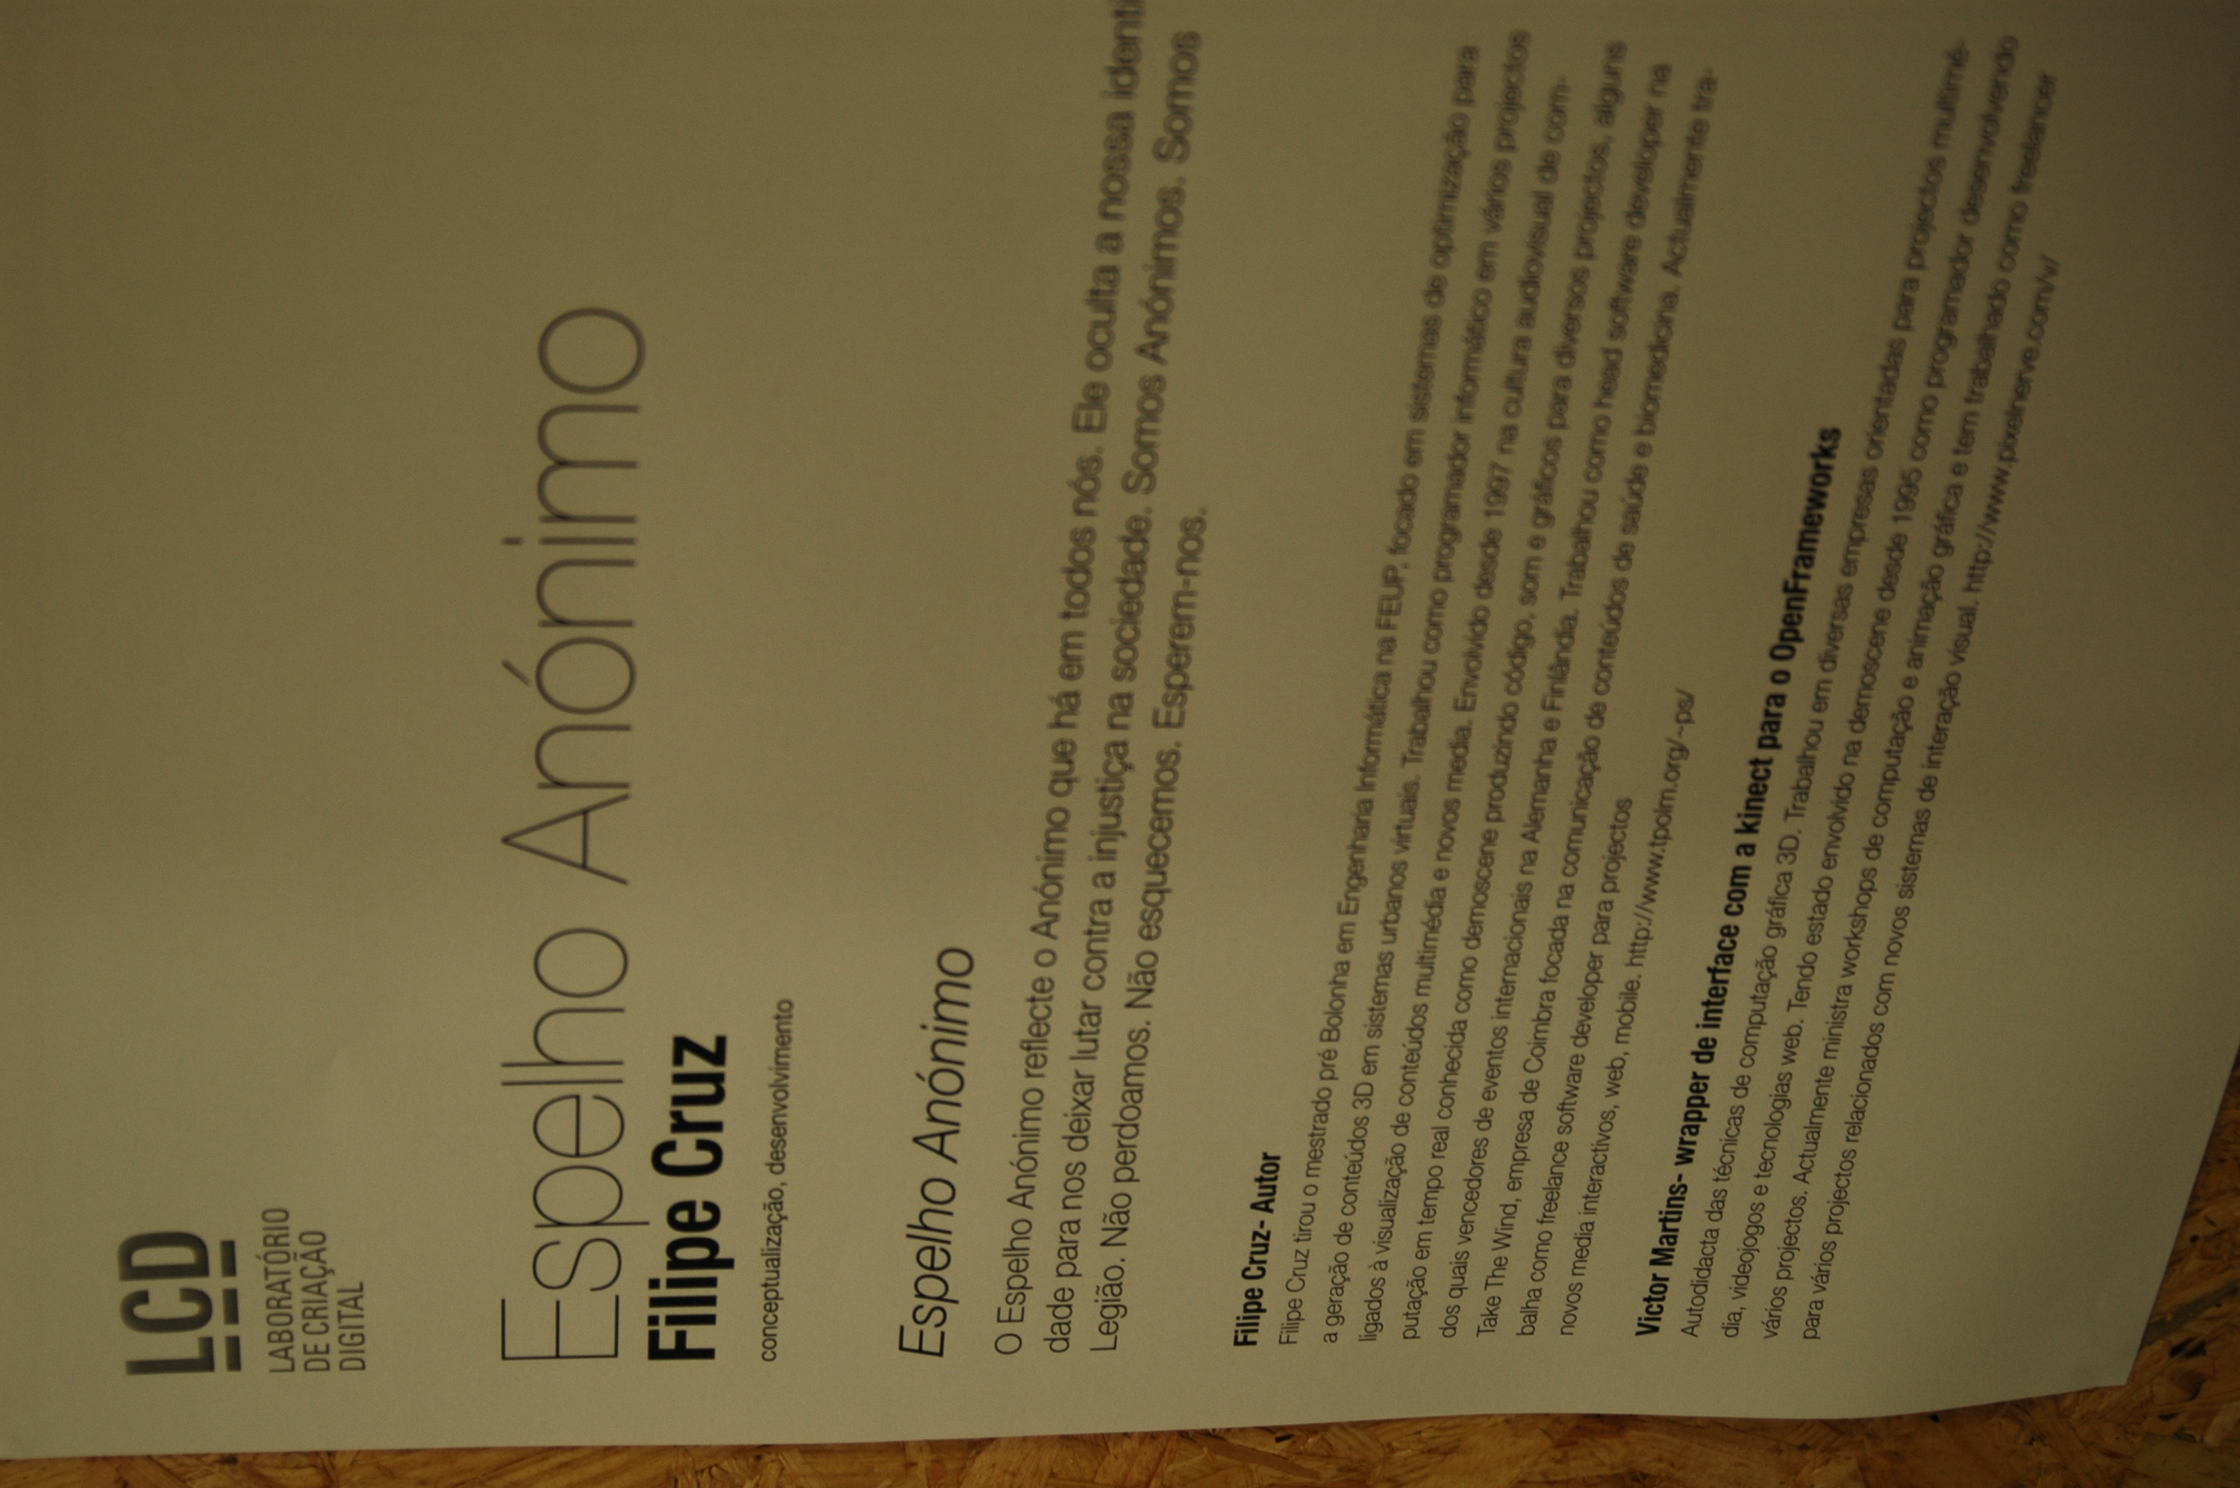 LCD
LABORATÓRIO
DE CRIAÇÃO
DIGITAL
Espelho Anónimo
Filipe Cruz
conceptualização, desenvolvimento
Espelho Anónimo
O Espelho Anónimo reflecte o Anónimo que há em todos nós. Ele oculta a nossa identi
dade para nos deixar lutar contra a injustiça na sociedade. Somos Anónimos. Somos
Legião. Não perdoamos. Não esquecemos. Esperem-nos.
Filipe Cruz- Autor
Filipe Cruz tirou o mestrado pré Bolonha em Engenharia Informática na FEUP, focado em sistemas de optimização para
a geração de conteúdos 3D em sistemas urbanos virtuais. Trabalhou como programador informático em vários projectos
ligados à visualização de conteúdos multimédia e novos media. Envolvido desde 1997 na cultura audiovisual de com-
putação em tempo real conhecida como demoscene produzindo código, som e gráficos para diversos projectos, alguns
dos quais vencedores de eventos internacionais na Alemanha e Finlândia. Trabalhou como head software developer na
Take The Wind, empresa de Coimbra focada na comunicação de conteúdos de saúde e biomedicina. Actualmente tra-
balha como freelance software developer para projectos
novos media interactivos, web, mobile. http://www.tpolm.org/~ps/
Victor Martins- wrapper de interface com a kinect para o OpenFrameworks
Autodidacta das técnicas de computação gráfica 3D. Trabalhou em diversas empresas orientadas para projectos multimé-
dia, videojogos e tecnologias web. Tendo estado envolvido na demoscene desde 1995 como programador desenvolvendo
vários projectos. Actualmente ministra workshops de computação e animação gráfica e tem trabalhado como freelancer
para vários projectos relacionados com novos sistemas de interação visual. http://www.pixelnerve.com/v/